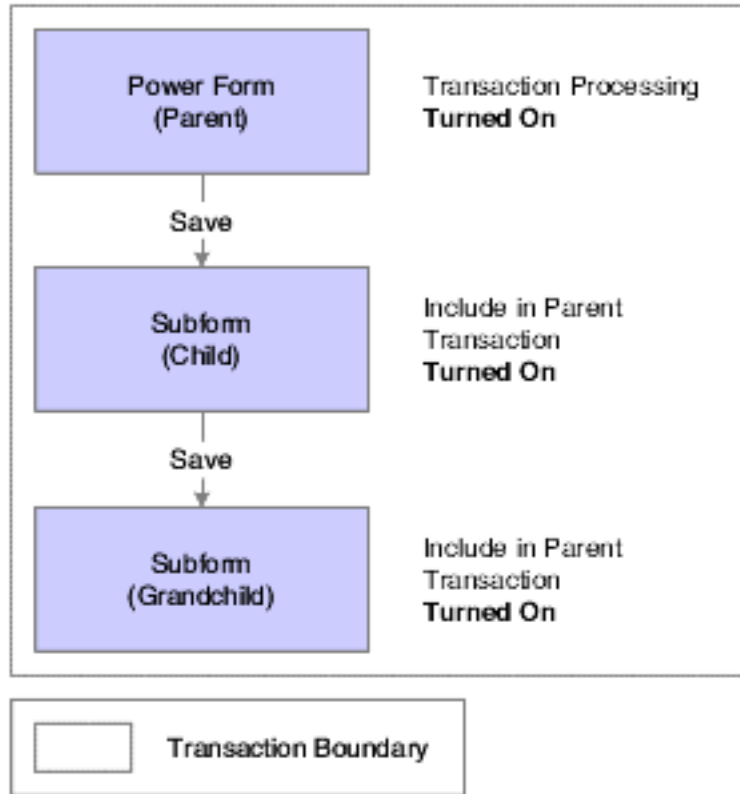 Power Form
(Parent)
Transaction Processing
Turned On
Save
Subform
(Child)
Include in Parent
Transaction
Turned On
Save
Subform
(Grandchild)
Include in Parent
Transaction
Turned On
Transaction Boundary